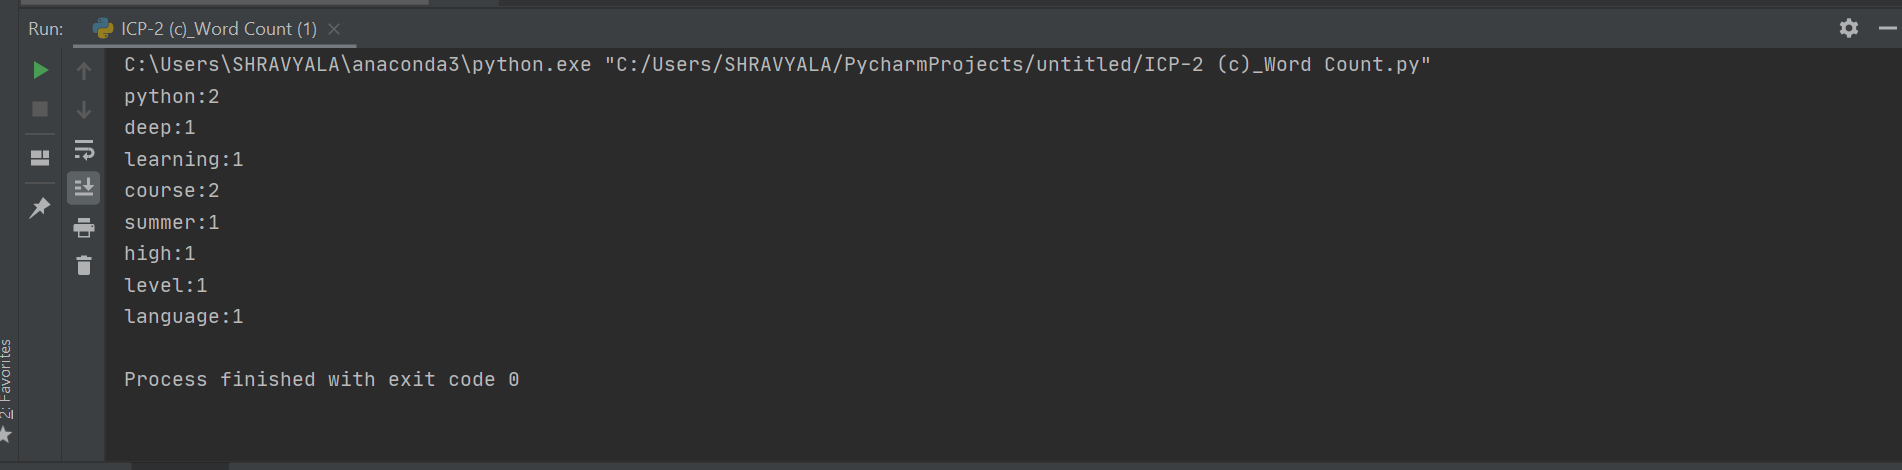 Run: ICP-2 (c)_Word Count (1)
C:\Users\SHRAVYALA\anaconda3\python.exe "C:/Users/SHRAVYALA/PycharmProjects/untitled/ICP-2 (c)_Word Count.py"
python:2
deep:1
learning:1
course:2
summer:1
high:1
level:1
language:1
Process finished with exit code 0
2: Favorites